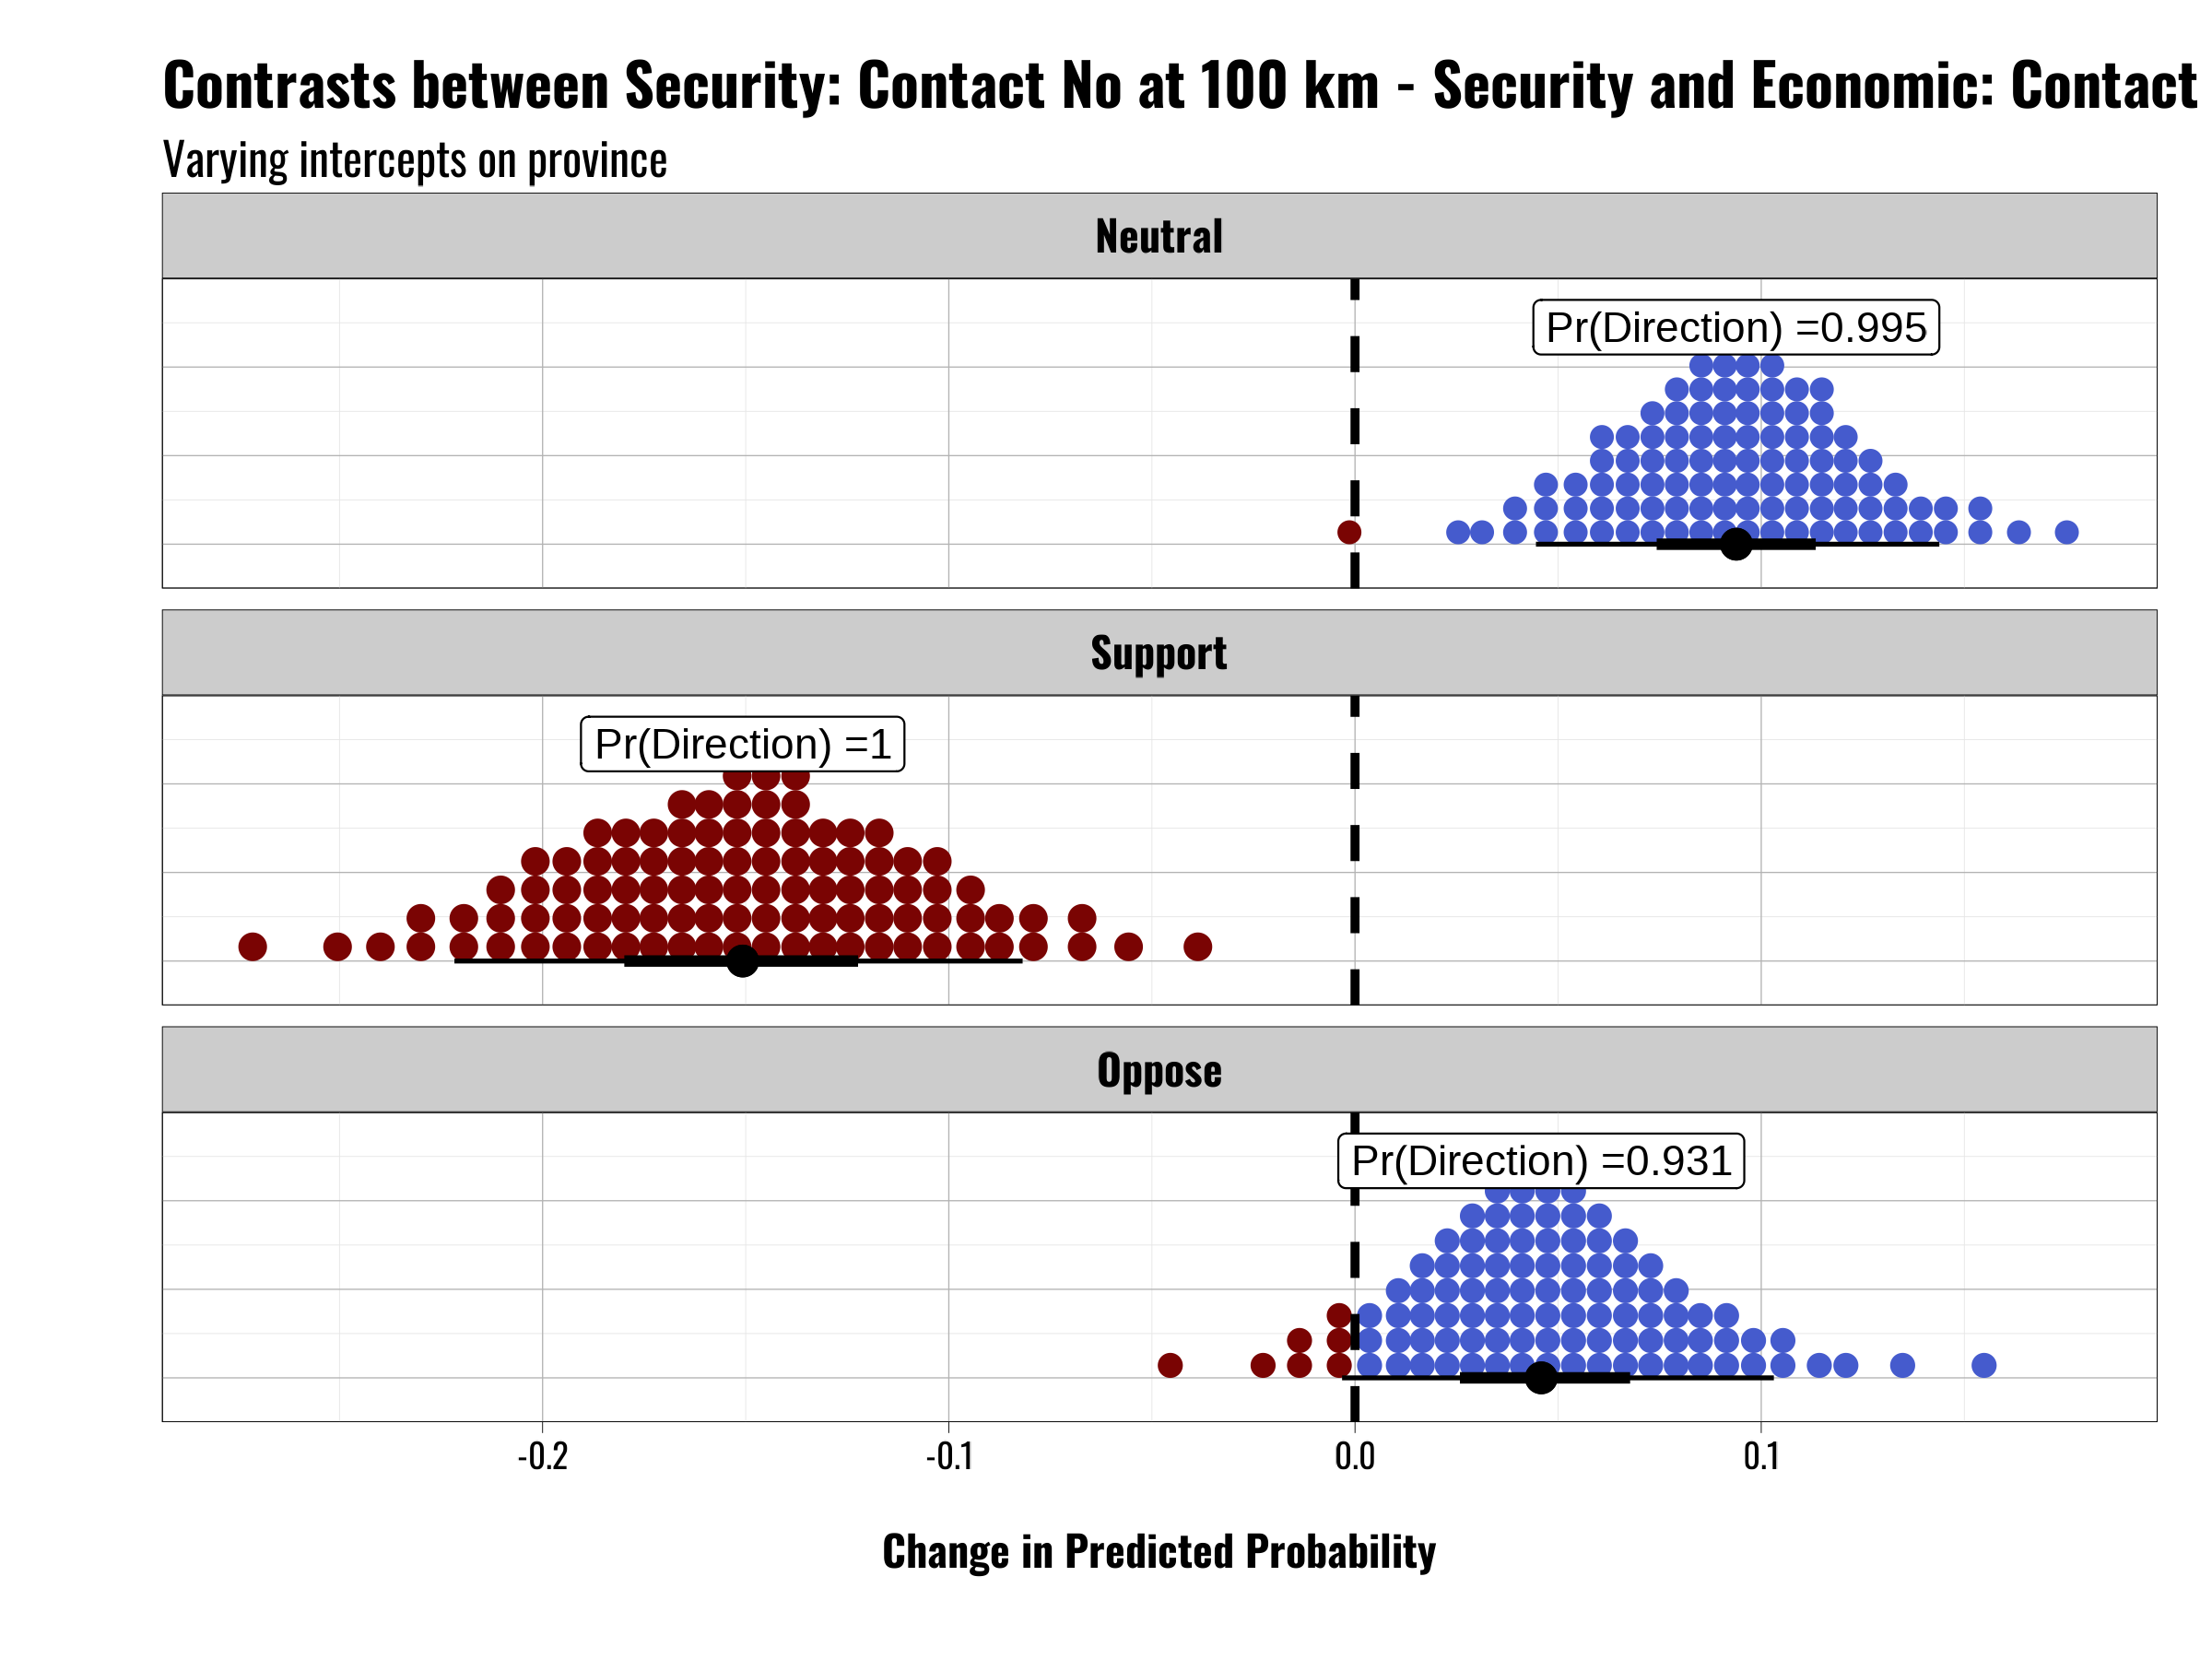 Contrasts between Security: Contact No at 100 km - Security and Economic: Contact
Varying intercepts on province
Neutral
Pr(Direction) =0.995
Support
Pr(Direction) =1
Oppose
Pr(Direction) =0.931
-0.2 -0.1 0.0 0.1
Change in Predicted Probability